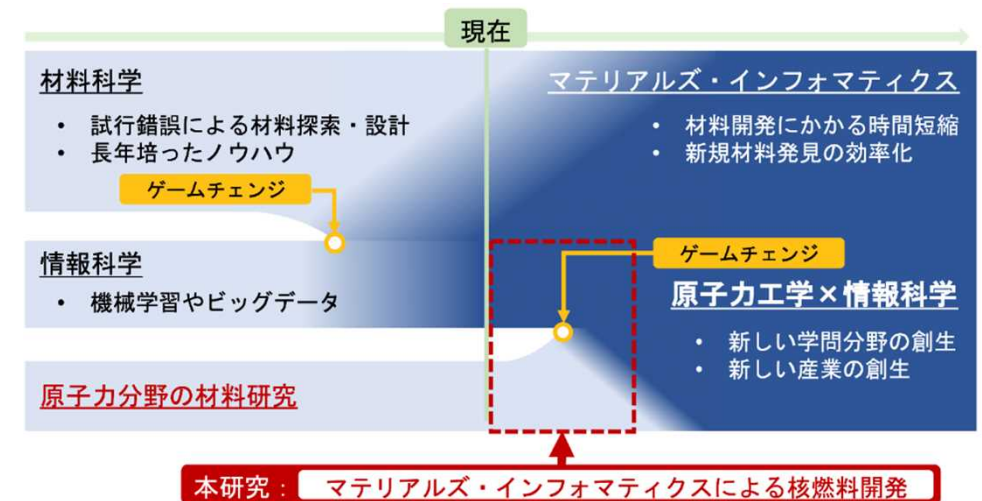 現在
材料科学
• 試行錯誤による材料探索・設計
• 長年培ったノウハウ
ゲームチェンジ
マテリアルズ・インフォマティクス
• 材料開発にかかる時間短縮
• 新規材料発見の効率化
情報科学
• 機械学習やビッグデータ
ゲームチェンジ
原子力工学×情報科学
• 新しい学問分野の創生
• 新しい産業の創生
原子力分野の材料研究
本研究： マテリアルズ・インフォマティクスによる核燃料開発